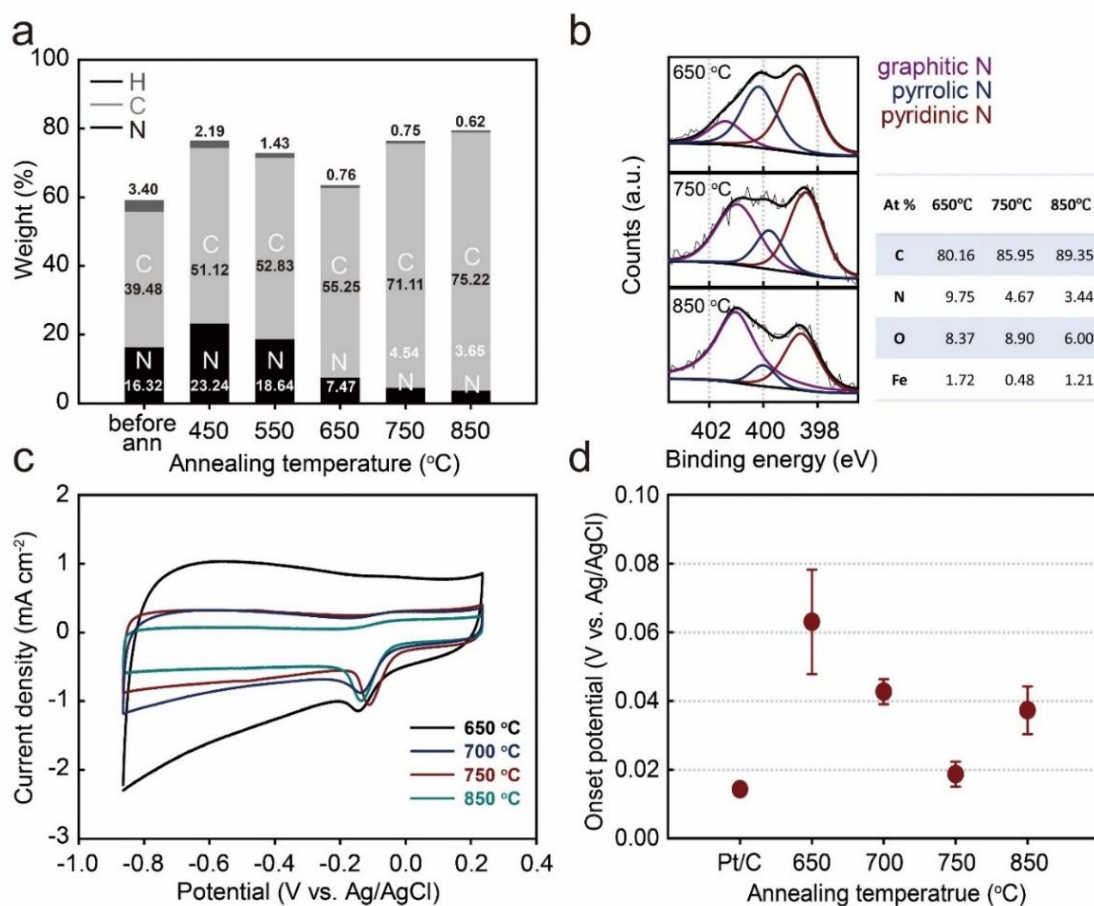 a
Weight (%)
100
80
60
40
20
0
H
C
N
3.40
2.19
1.43
0.76
0.75
0.62
C
C
C
C
C
C
39.48
51.12
52.83
55.25
71.11
75.22
N
N
N
N
4.54
3.65
16.32
23.24
18.64
7.47
N
N
before ann
450
550
650
750
850
Annealing temperature (°C)
b
Counts (a.u.)
650 °C
750 °C
850 °C
graphitic N
pyrrolic N
pyridinic N
402
400
398
Binding energy (eV)
At % 650℃ 750℃ 850℃
C 80.16 85.95 89.35
N 9.75 4.67 3.44
O 8.37 8.90 6.00
Fe 1.72 0.48 1.21
c
Current density (mA cm-2)
2
1
0
-1
-2
-3
650 °C
700 °C
750 °C
850 °C
-1.0
-0.8
-0.6
-0.4
-0.2
0.0
0.2
0.4
Potential (V vs. Ag/AgCl)
d
Onset potential (V vs. Ag/AgCl)
0.10
0.08
0.06
0.04
0.02
0.00
Pt/C
650
700
750
850
Annealing temperatrue (°C)